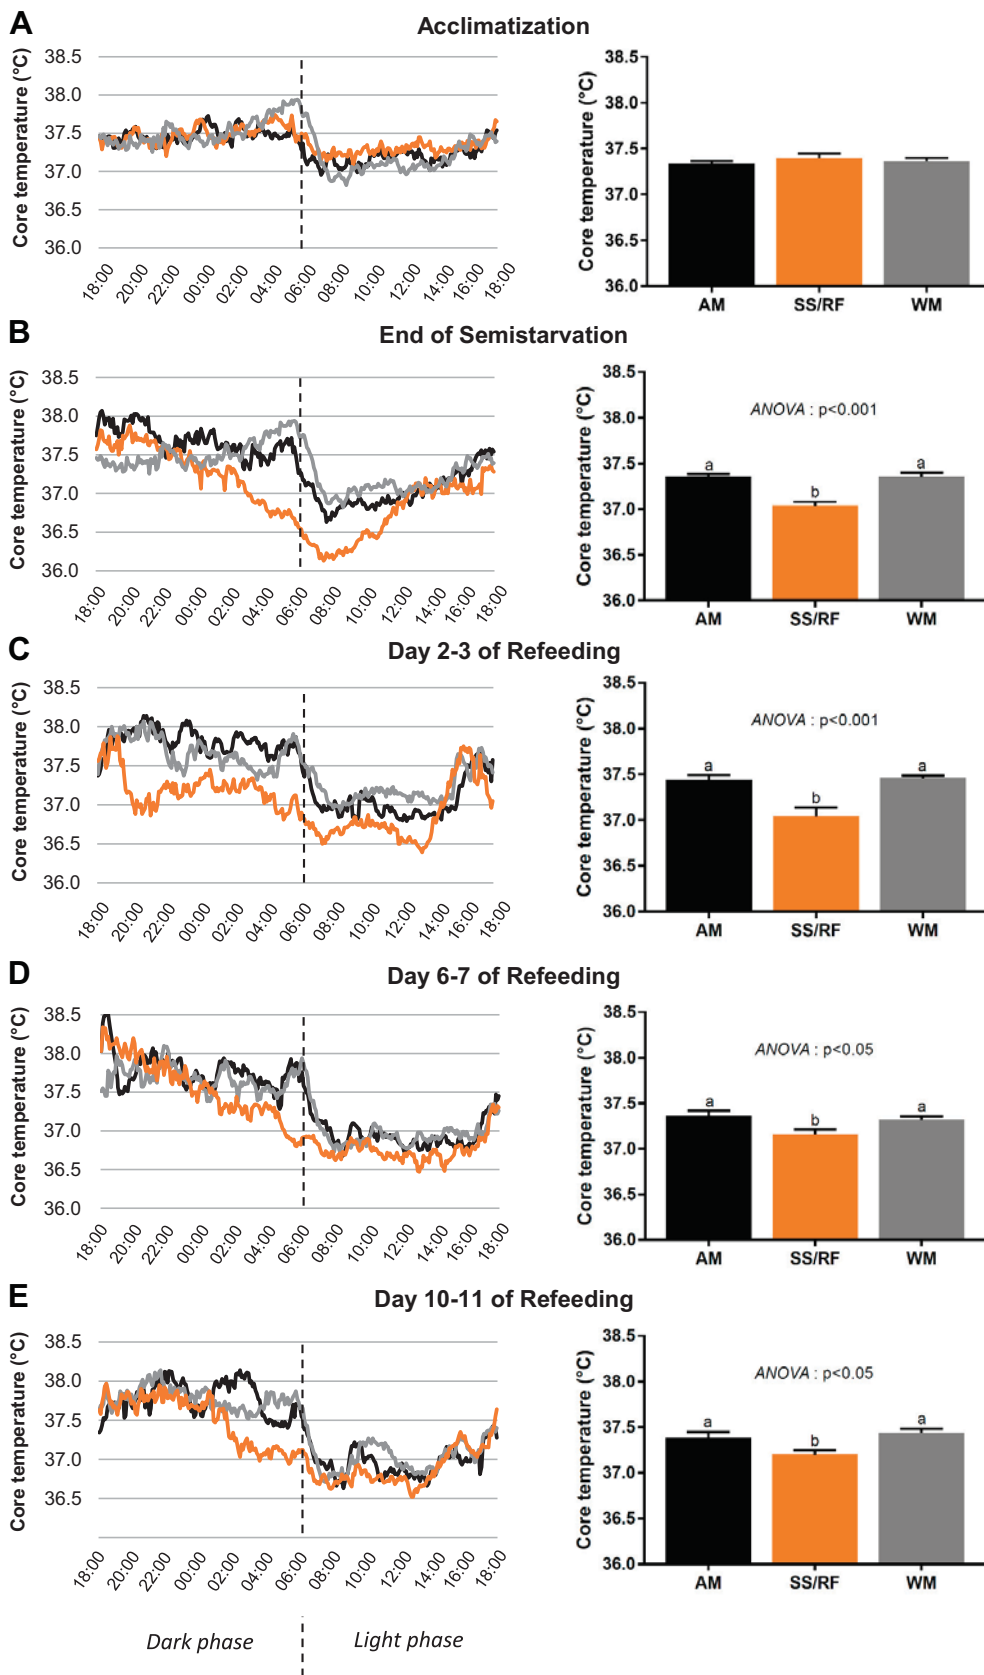 A
Acclimatization
Core temperature (°C)
38.5
38.0
37.5
37.0
36.5
36.0
18:00 20:00 22:00 00:00 02:00 04:00 06:00 08:00 10:00 12:00 14:00 16:00 18:00
Core temperature (°C)
38.5
38.0
37.5
37.0
36.5
36.0
AM SS/RF WM
B
End of Semistarvation
Core temperature (°C)
38.5
38.0
37.5
37.0
36.5
36.0
18:00 20:00 22:00 00:00 02:00 04:00 06:00 08:00 10:00 12:00 14:00 16:00 18:00
Core temperature (°C)
38.5
38.0
37.5
37.0
36.5
36.0
ANOVA : p<0.001
a b a
AM SS/RF WM
C
Day 2-3 of Refeeding
Core temperature (°C)
38.5
38.0
37.5
37.0
36.5
36.0
18:00 20:00 22:00 00:00 02:00 04:00 06:00 08:00 10:00 12:00 14:00 16:00 18:00
Core temperature (°C)
38.5
38.0
37.5
37.0
36.5
36.0
ANOVA : p<0.001
a b a
AM SS/RF WM
D
Day 6-7 of Refeeding
Core temperature (°C)
38.5
38.0
37.5
37.0
36.5
36.0
18:00 20:00 22:00 00:00 02:00 04:00 06:00 08:00 10:00 12:00 14:00 16:00 18:00
Core temperature (°C)
38.5
38.0
37.5
37.0
36.5
36.0
ANOVA : p<0.05
a b a
AM SS/RF WM
E
Day 10-11 of Refeeding
Core temperature (°C)
38.5
38.0
37.5
37.0
36.5
18:00 20:00 22:00 00:00 02:00 04:00 06:00 08:00 10:00 12:00 14:00 16:00 18:00
Core temperature (°C)
38.5
38.0
37.5
37.0
36.5
36.0
ANOVA : p<0.05
a b a
AM SS/RF WM
Dark phase Light phase